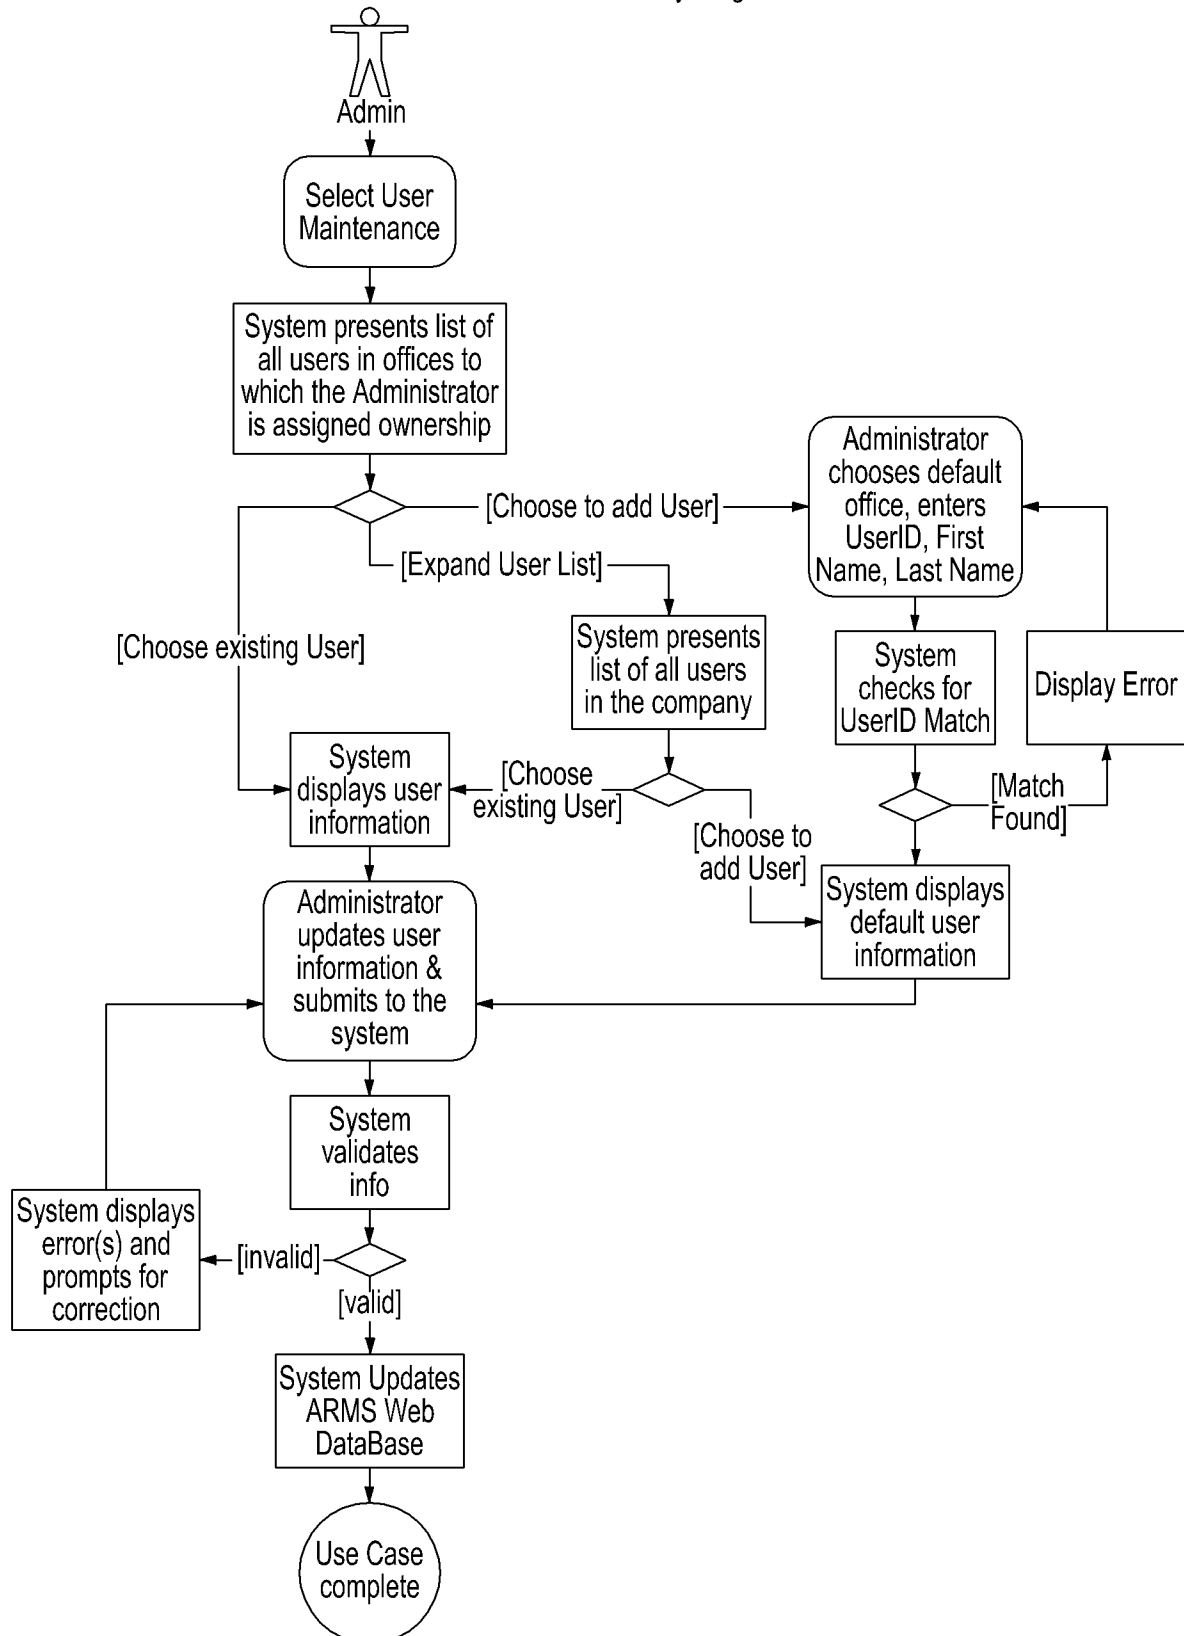 Admin
Select User
Maintenance
System presents list of
all users in offices to
which the Administrator
is assigned ownership
[Choose to add User]
[Expand User List]
[Choose existing User]
Administrator
chooses default
office, enters
UserID, First
Name, Last Name
System presents
list of all users
in the company
System
checks for
UserID Match
Display Error
System
displays user
information
[Choose
existing User]
[Choose to
add User]
[Match
Found]
System displays
default user
information
Administrator
updates user
information &
submits to the
system
System
validates
info
[invalid]
System displays
error(s) and
prompts for
correction
[valid]
System Updates
ARMS Web
DataBase
Use Case
complete